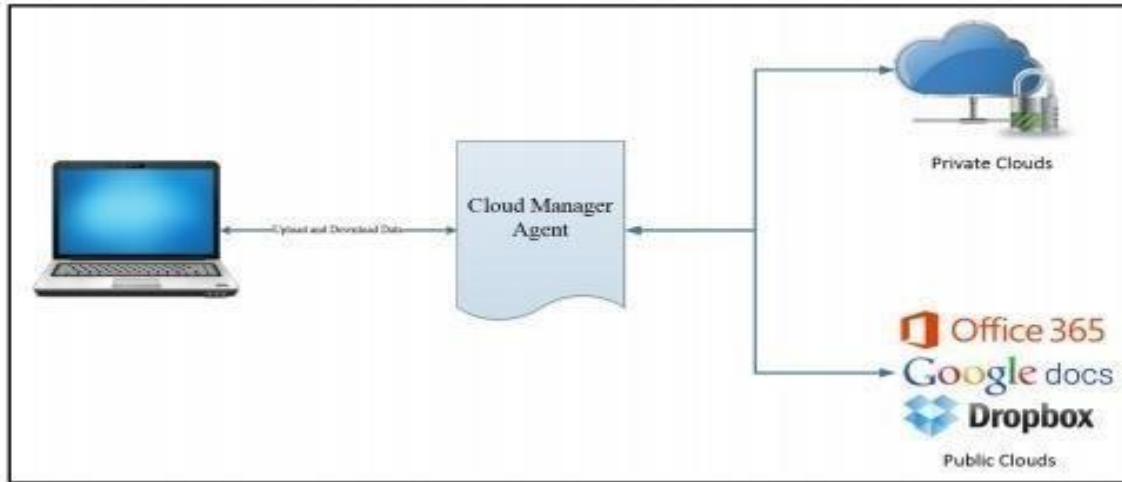 Upload and Download Data
Cloud Manager
Agent
Private Clouds
Office 365
Google docs
Dropbox
Public Clouds